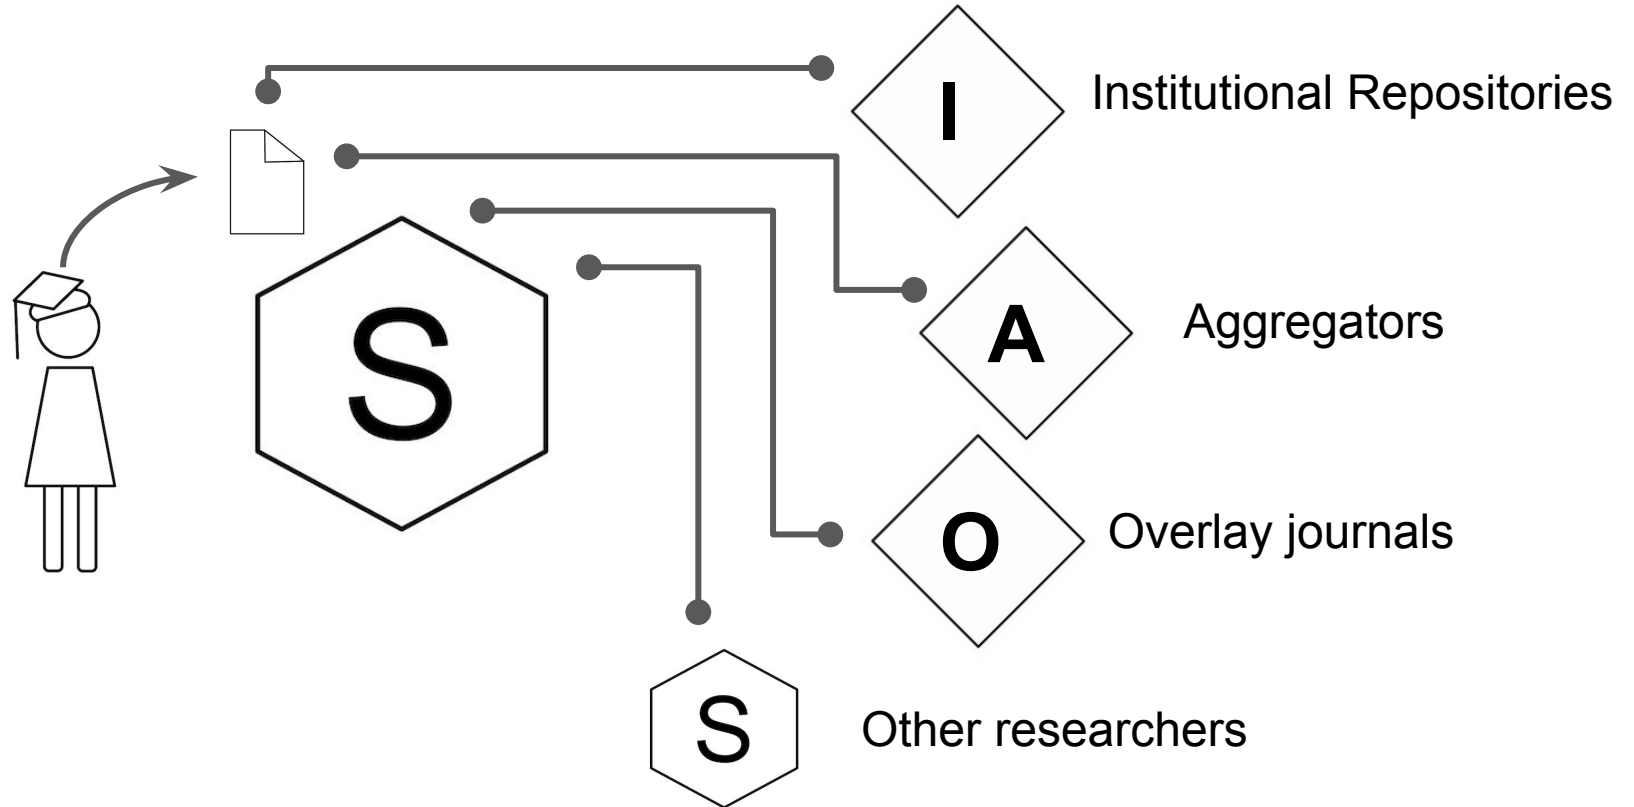 I
Institutional Repositories
A
Aggregators
S
O
Overlay journals
S
Other researchers